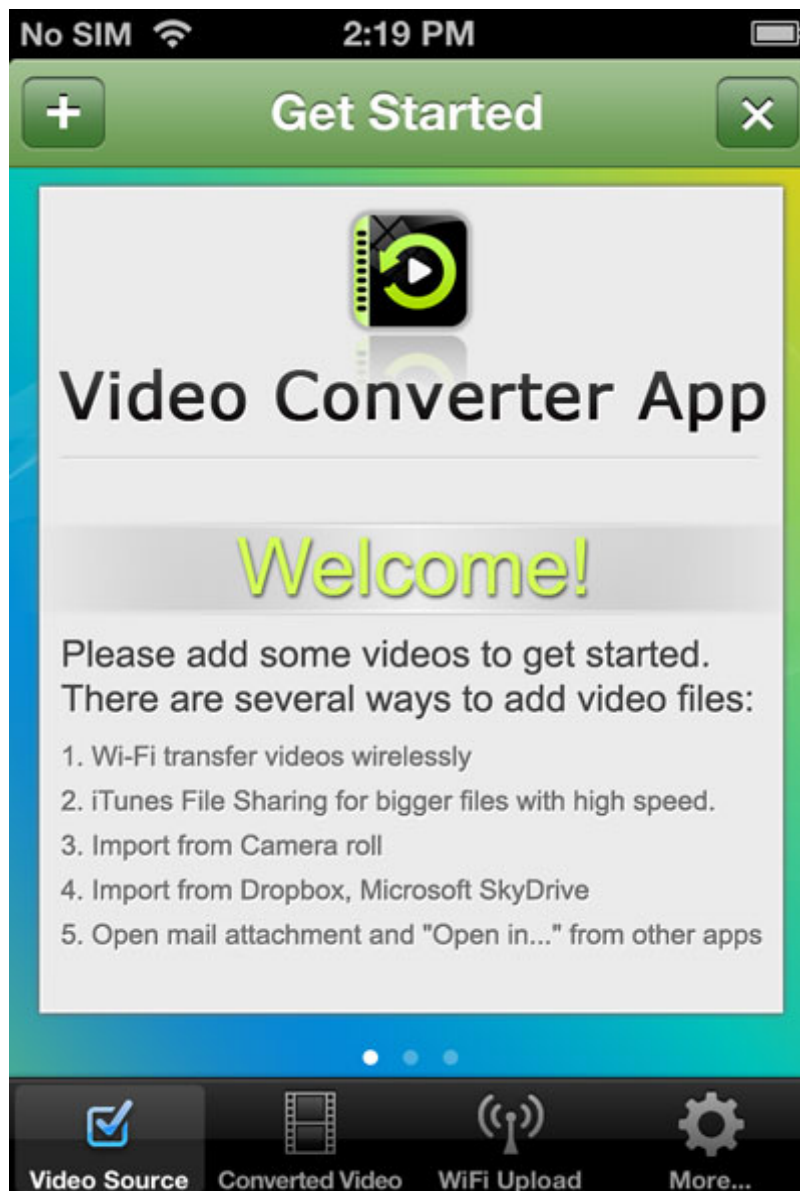 No SIM 2:19 PM
+ Get Started ×
Video Converter App
Welcome!
Please add some videos to get started.
There are several ways to add video files:
1. Wi-Fi transfer videos wirelessly
2. iTunes File Sharing for bigger files with high speed.
3. Import from Camera roll
4. Import from Dropbox, Microsoft SkyDrive
5. Open mail attachment and "Open in..." from other apps
Video Source Converted Video WiFi Upload More...